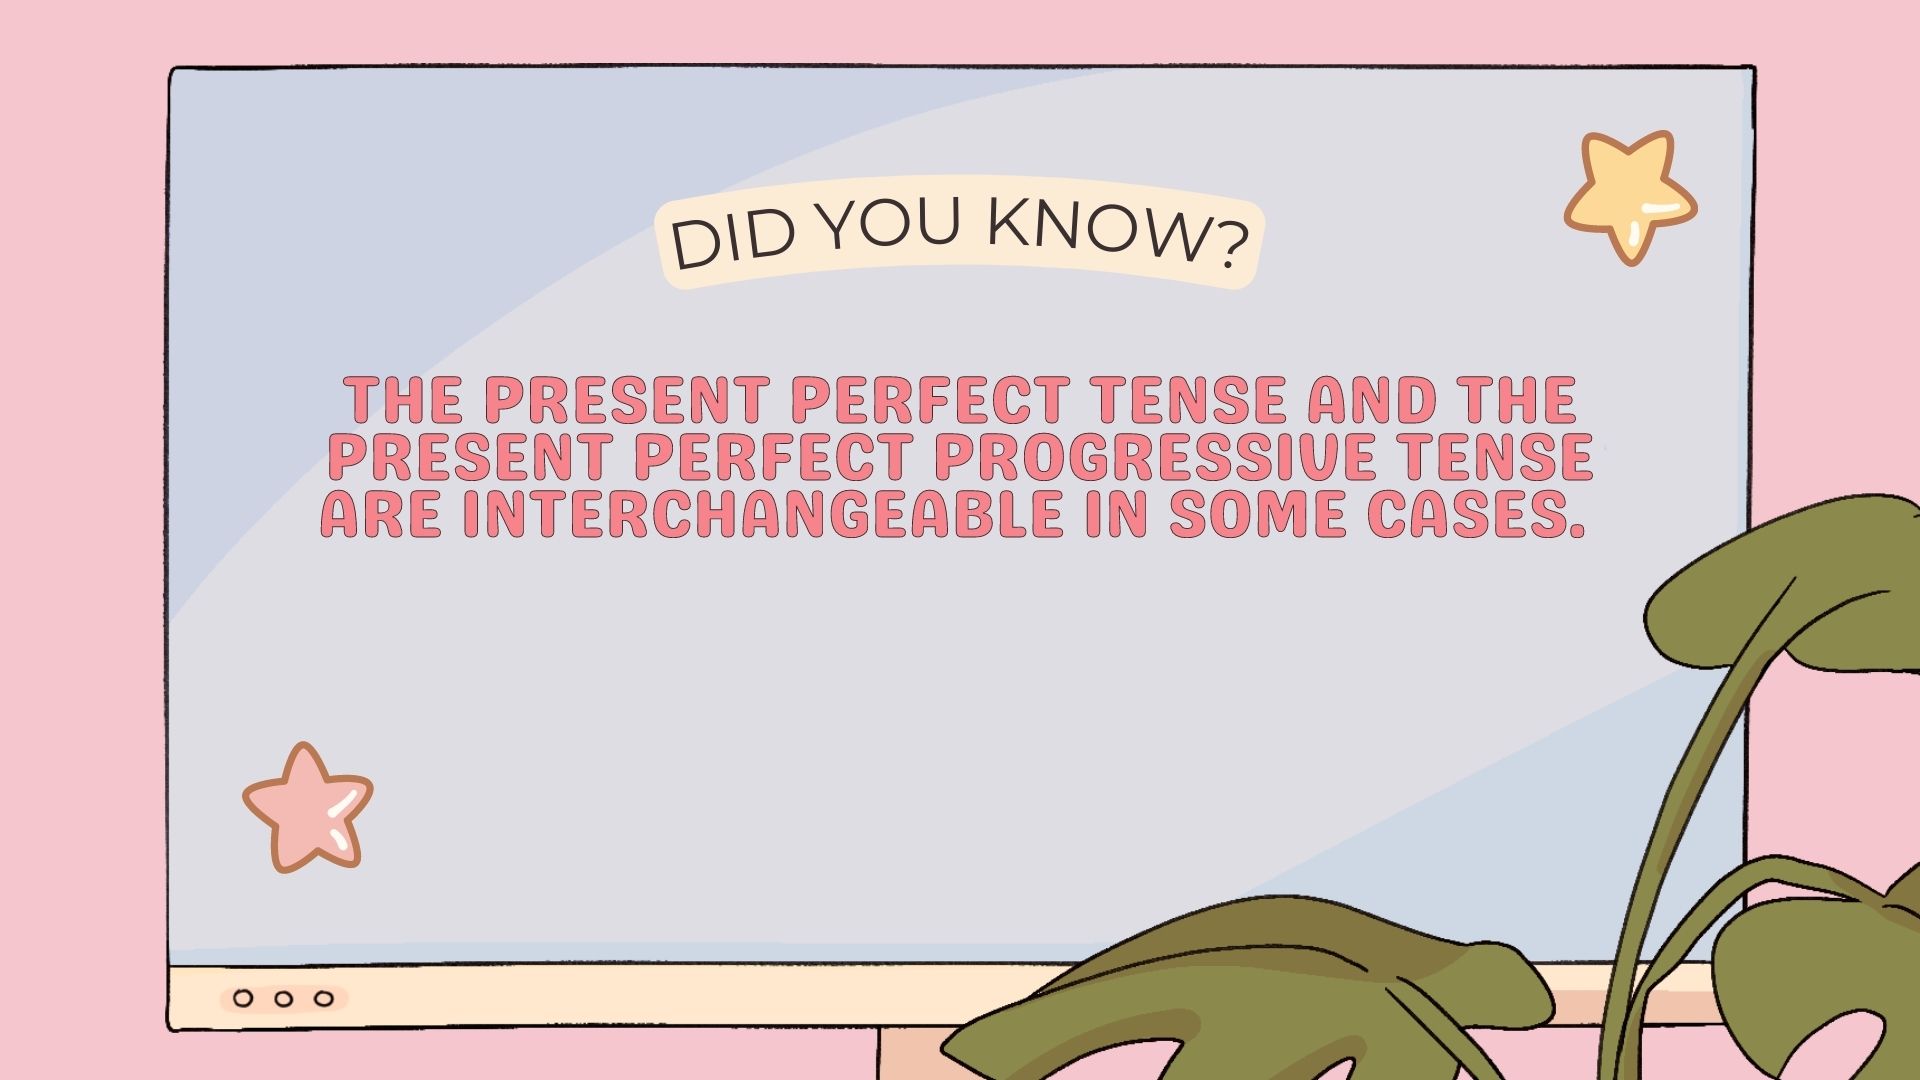 DID YOU KNOW?
THE PRESENT PERFECT TENSE AND THE
PRESENT PERFECT PROGRESSIVE TENSE
ARE INTERCHANGEABLE IN SOME CASES.